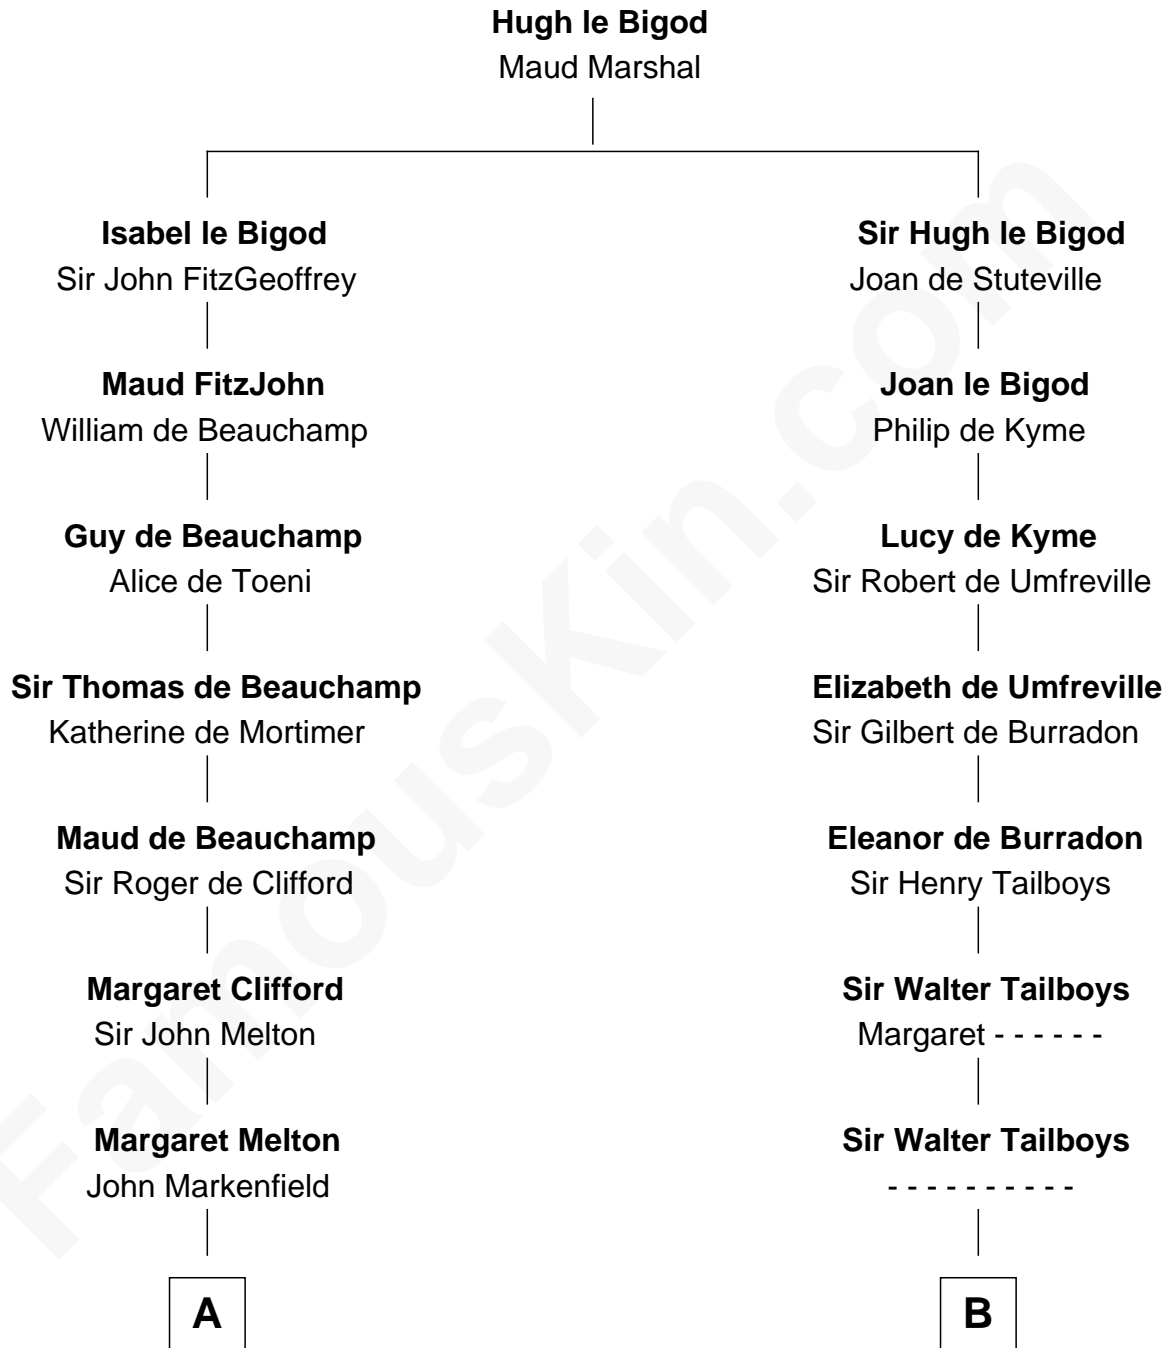 Hugh le Bigod
Maud Marshal
Isabel le Bigod
Sir John FitzGeoffrey
Maud FitzJohn
William de Beauchamp
Guy de Beauchamp
Alice de Toeni
Sir Thomas de Beauchamp
Katherine de Mortimer
Maud de Beauchamp
Sir Roger de Clifford
Margaret Clifford
Sir John Melton
Margaret Melton
John Markenfield
A
Sir Hugh le Bigod
Joan de Stuteville
Joan le Bigod
Philip de Kyme
Lucy de Kyme
Sir Robert de Umfreville
Elizabeth de Umfreville
Sir Gilbert de Burradon
Eleanor de Burradon
Sir Henry Tailboys
Sir Walter Tailboys
Margaret - - - - - -
Sir Walter Tailboys
- - - - - - - - - -
B
FamousKin.com